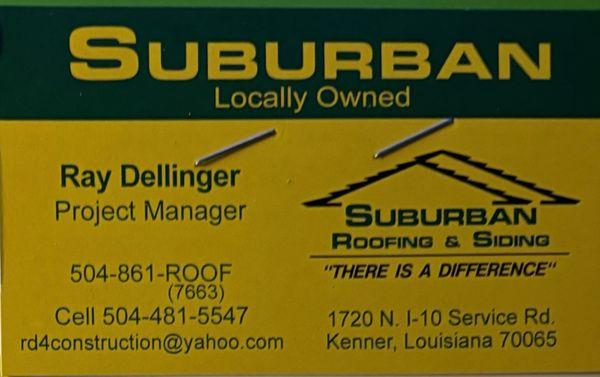 SUBURBAN
Locally Owned
Ray Dellinger
Project Manager
504-861-ROOF
(7663)
Cell 504-481-5547
rd4construction@yahoo.com
SUBURBAN
ROOFING & SIDING
"THERE IS A DIFFERENCE"
1720 N. I-10 Service Rd.
Kenner, Louisiana 70065